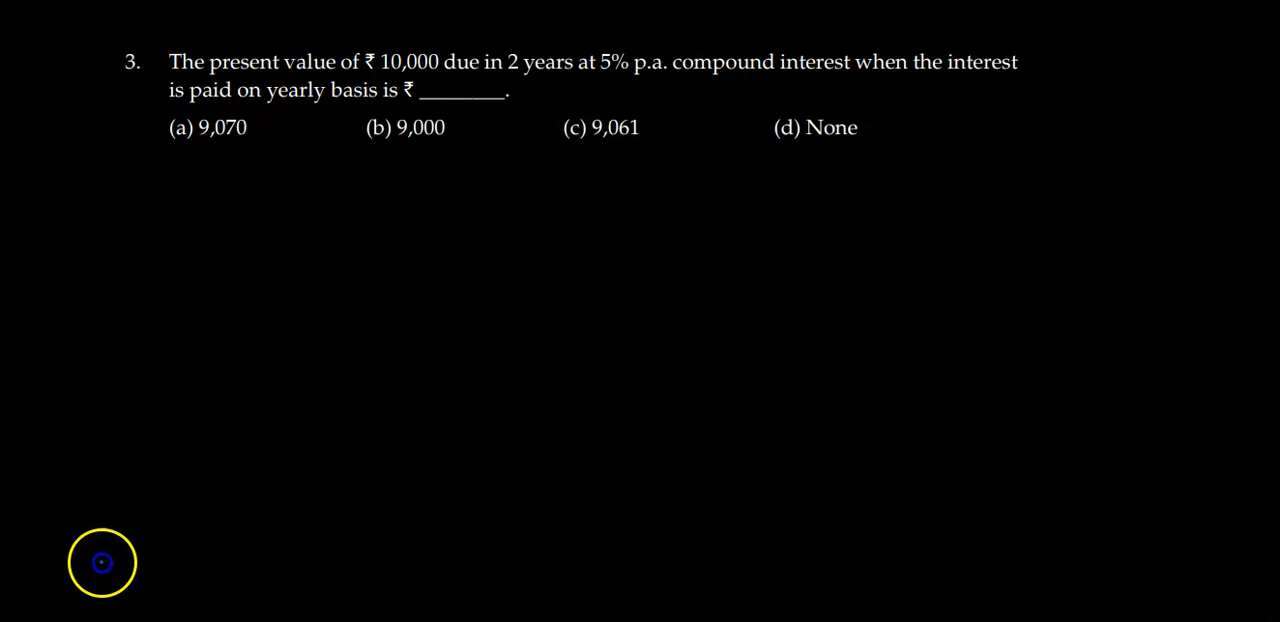 3. The present value of ₹ 10,000 due in 2 years at 5% p.a. compound interest when the interest
is paid on yearly basis is ₹ ________.
(a) 9,070 (b) 9,000 (c) 9,061 (d) None